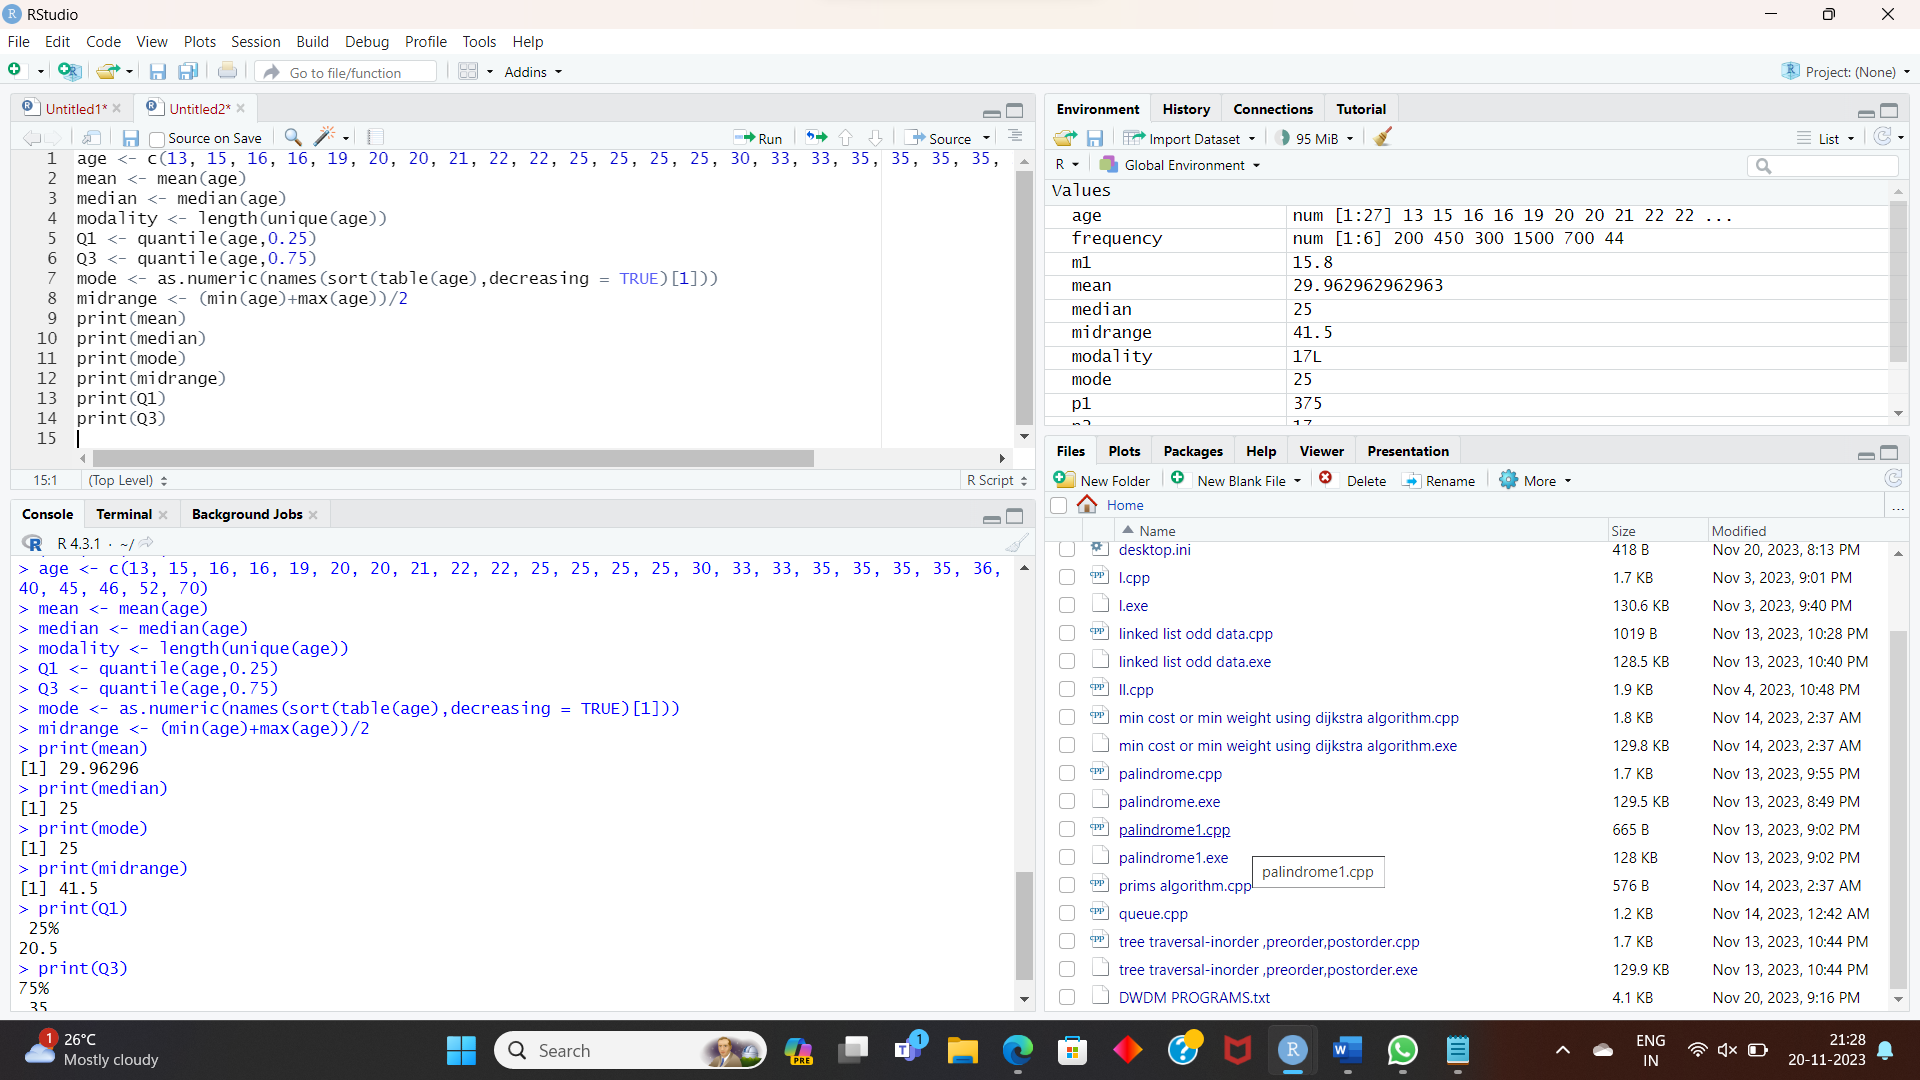 RStudio
File Edit Code View Plots Session Build Debug Profile Tools Help
Go to file/function Addins Project: (None)
Untitled1* Untitled2*
Source on Save Run Source
1 age <- c(13, 15, 16, 16, 19, 20, 20, 21, 22, 22, 25, 25, 25, 25, 30, 33, 33, 35, 35, 35, 35,
2 mean <- mean(age)
3 median <- median(age)
4 modality <- length(unique(age))
5 Q1 <- quantile(age,0.25)
6 Q3 <- quantile(age,0.75)
7 mode <- as.numeric(names(sort(table(age),decreasing = TRUE)[1]))
8 midrange <- (min(age)+max(age))/2
9 print(mean)
10 print(median)
11 print(mode)
12 print(midrange)
13 print(Q1)
14 print(Q3)
15
15:1 (Top Level) R Script
Console Terminal Background Jobs
R 4.3.1 · ~/
> age <- c(13, 15, 16, 16, 19, 20, 20, 21, 22, 22, 25, 25, 25, 25, 30, 33, 33, 35, 35, 35, 35, 36,
40, 45, 46, 52, 70)
> mean <- mean(age)
> median <- median(age)
> modality <- length(unique(age))
> Q1 <- quantile(age,0.25)
> Q3 <- quantile(age,0.75)
> mode <- as.numeric(names(sort(table(age),decreasing = TRUE)[1]))
> midrange <- (min(age)+max(age))/2
> print(mean)
[1] 29.96296
> print(median)
[1] 25
> print(mode)
[1] 25
> print(midrange)
[1] 41.5
> print(Q1)
25%
20.5
> print(Q3)
75%
35
Environment History Connections Tutorial
Import Dataset 95 MiB List
R Global Environment
Values
age num [1:27] 13 15 16 16 19 20 20 21 22 22 ...
frequency num [1:6] 200 450 300 1500 700 44
m1 15.8
mean 29.962962962963
median 25
midrange 41.5
modality 17L
mode 25
p1 375
Files Plots Packages Help Viewer Presentation
New Folder New Blank File Delete Rename More
Home ...
Name Size Modified
desktop.ini 418 B Nov 20, 2023, 8:13 PM
l.cpp 1.7 KB Nov 3, 2023, 9:01 PM
l.exe 130.6 KB Nov 3, 2023, 9:40 PM
linked list odd data.cpp 1019 B Nov 13, 2023, 10:28 PM
linked list odd data.exe 128.5 KB Nov 13, 2023, 10:40 PM
ll.cpp 1.9 KB Nov 4, 2023, 10:48 PM
min cost or min weight using dijkstra algorithm.cpp 1.8 KB Nov 14, 2023, 2:37 AM
min cost or min weight using dijkstra algorithm.exe 129.8 KB Nov 14, 2023, 2:37 AM
palindrome.cpp 1.7 KB Nov 13, 2023, 9:55 PM
palindrome.exe 129.5 KB Nov 13, 2023, 8:49 PM
palindrome1.cpp 665 B Nov 13, 2023, 9:02 PM
palindrome1.exe 128 KB Nov 13, 2023, 9:02 PM
palindrome1.cpp
prims algorithm.cpp 576 B Nov 14, 2023, 2:37 AM
queue.cpp 1.2 KB Nov 14, 2023, 12:42 AM
tree traversal-inorder ,preorder,postorder.cpp 1.7 KB Nov 13, 2023, 10:44 PM
tree traversal-inorder ,preorder,postorder.exe 129.9 KB Nov 13, 2023, 10:44 PM
DWDM PROGRAMS.txt 4.1 KB Nov 20, 2023, 9:16 PM
1 26°C
Mostly cloudy
Search PRE 1
ENG
IN
21:28
20-11-2023